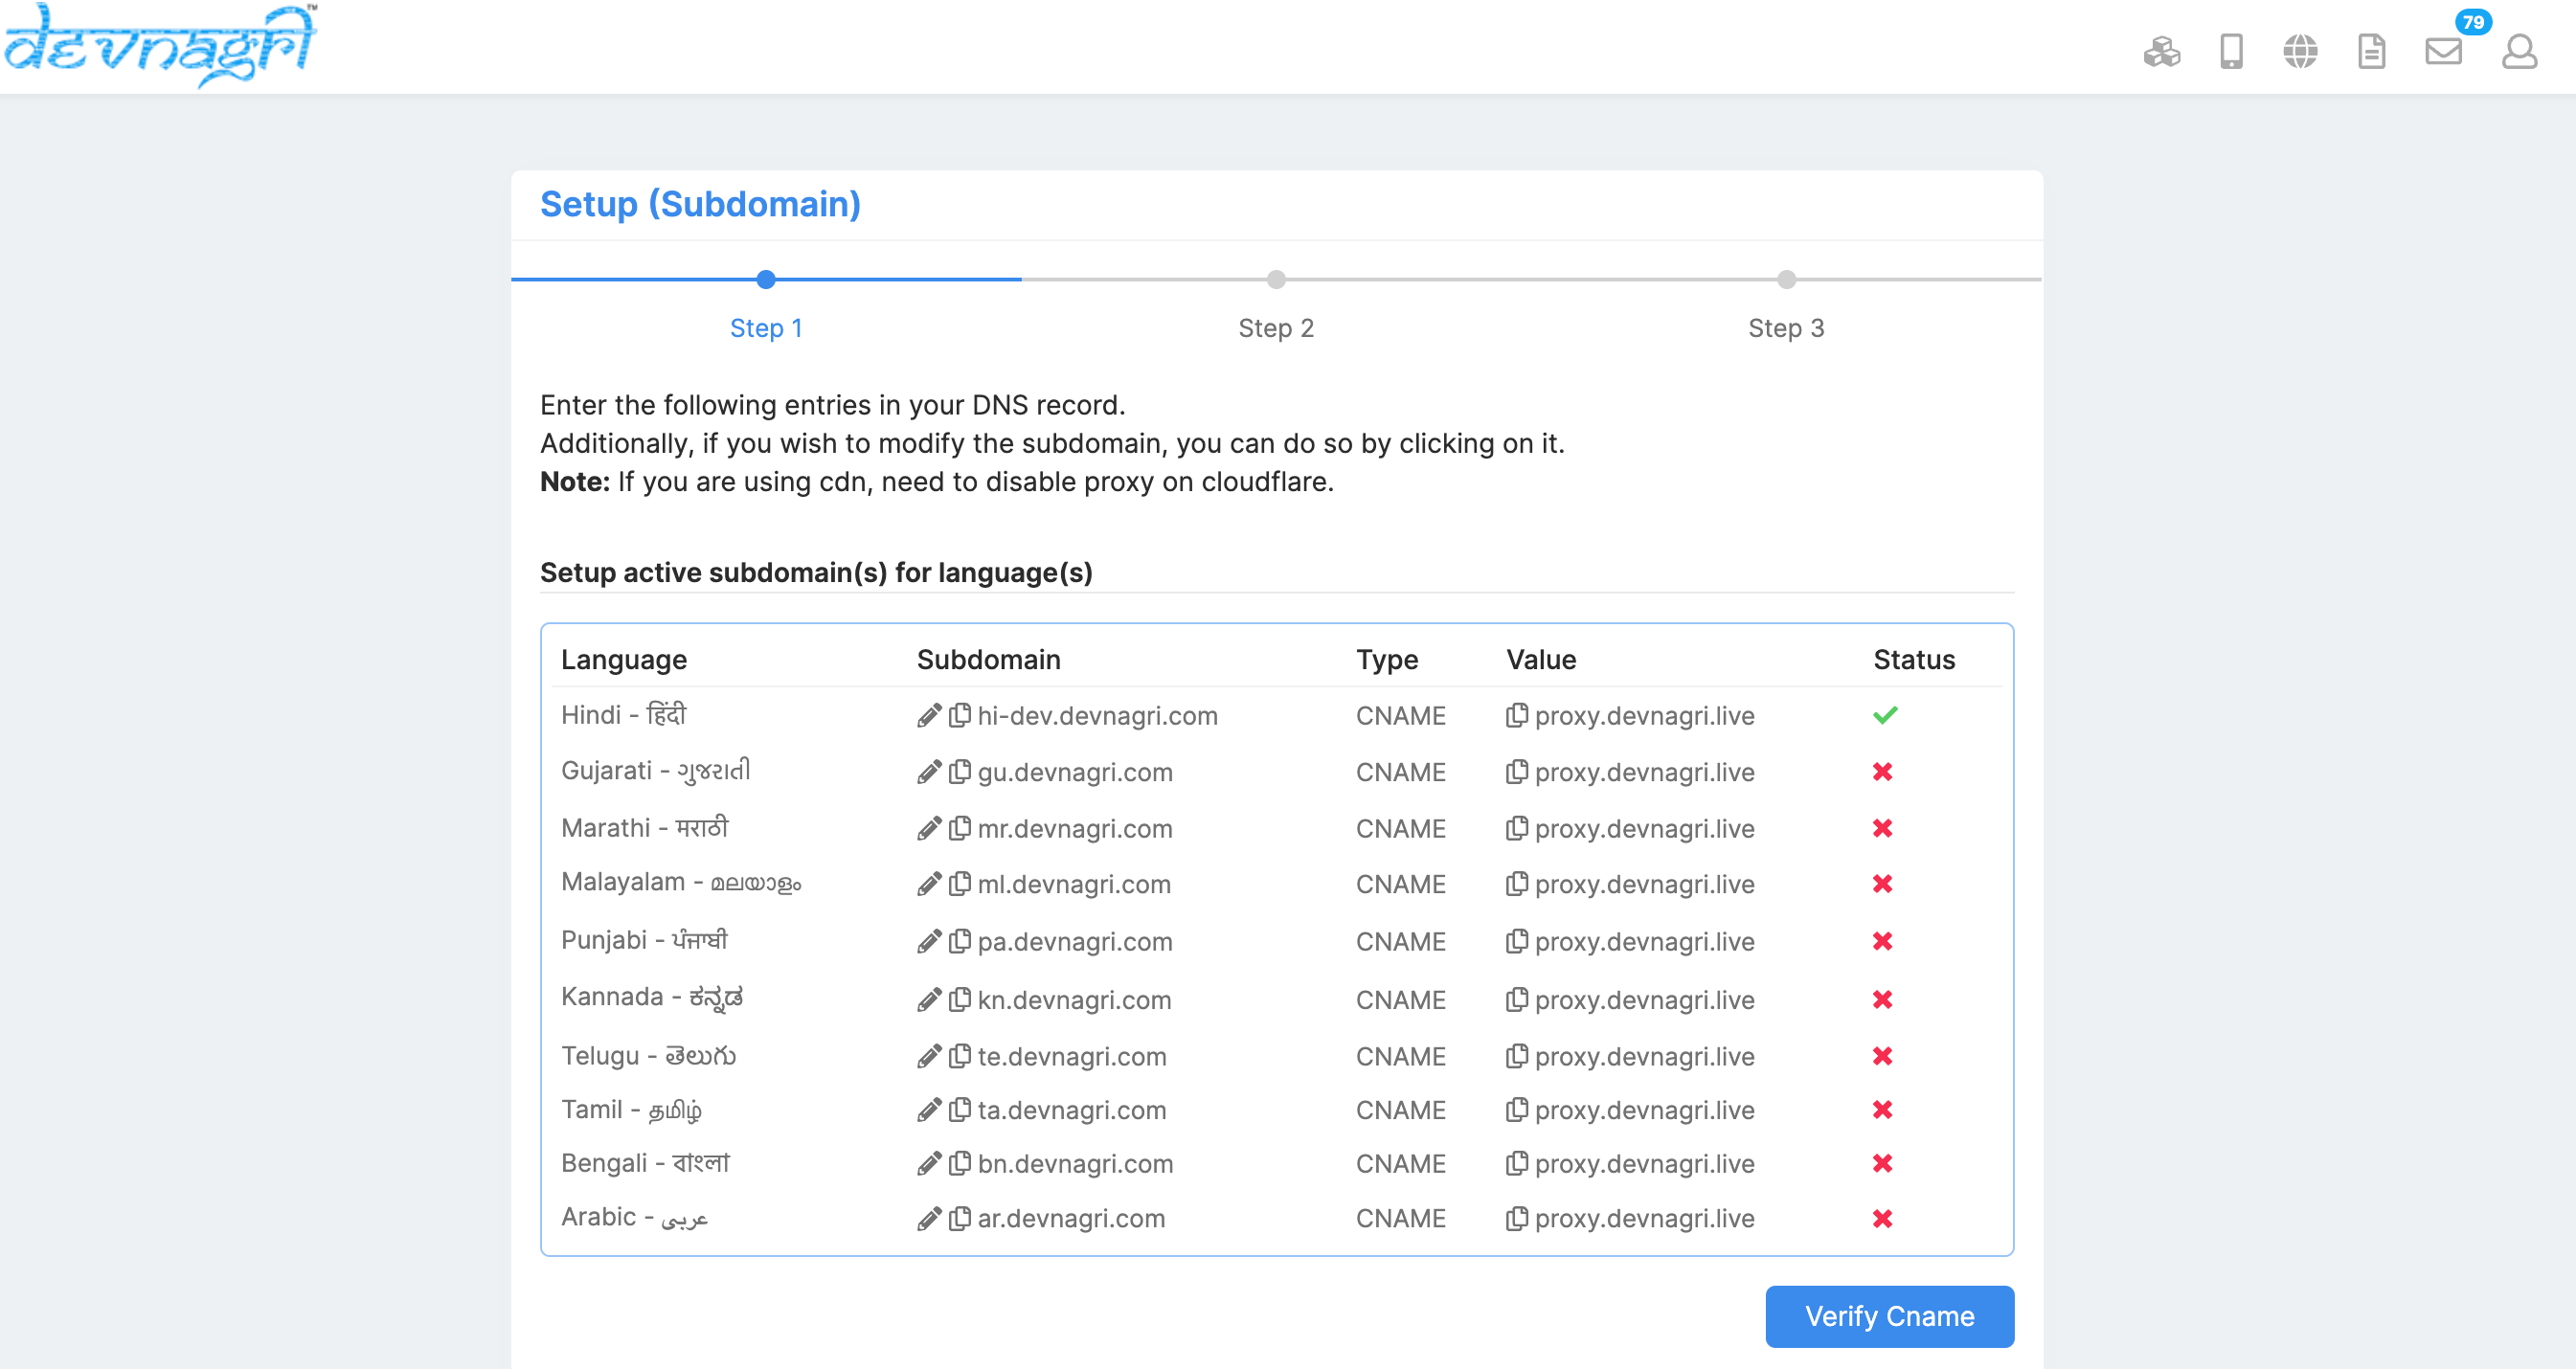 devnagri™
79
Setup (Subdomain)
Step 1 Step 2 Step 3
Enter the following entries in your DNS record.
Additionally, if you wish to modify the subdomain, you can do so by clicking on it.
Note: If you are using cdn, need to disable proxy on cloudflare.
Setup active subdomain(s) for language(s)
Language Subdomain Type Value Status
Hindi - हिंदी hi-dev.devnagri.com CNAME proxy.devnagri.live
Gujarati - ગુજરાતી gu.devnagri.com CNAME proxy.devnagri.live
Marathi - मराठी mr.devnagri.com CNAME proxy.devnagri.live
Malayalam - മലയാളം ml.devnagri.com CNAME proxy.devnagri.live
Punjabi - ਪੰਜਾਬੀ pa.devnagri.com CNAME proxy.devnagri.live
Kannada - ಕನ್ನಡ kn.devnagri.com CNAME proxy.devnagri.live
Telugu - తెలుగు te.devnagri.com CNAME proxy.devnagri.live
Tamil - தமிழ் ta.devnagri.com CNAME proxy.devnagri.live
Bengali - বাংলা bn.devnagri.com CNAME proxy.devnagri.live
Arabic - عربى ar.devnagri.com CNAME proxy.devnagri.live
Verify Cname